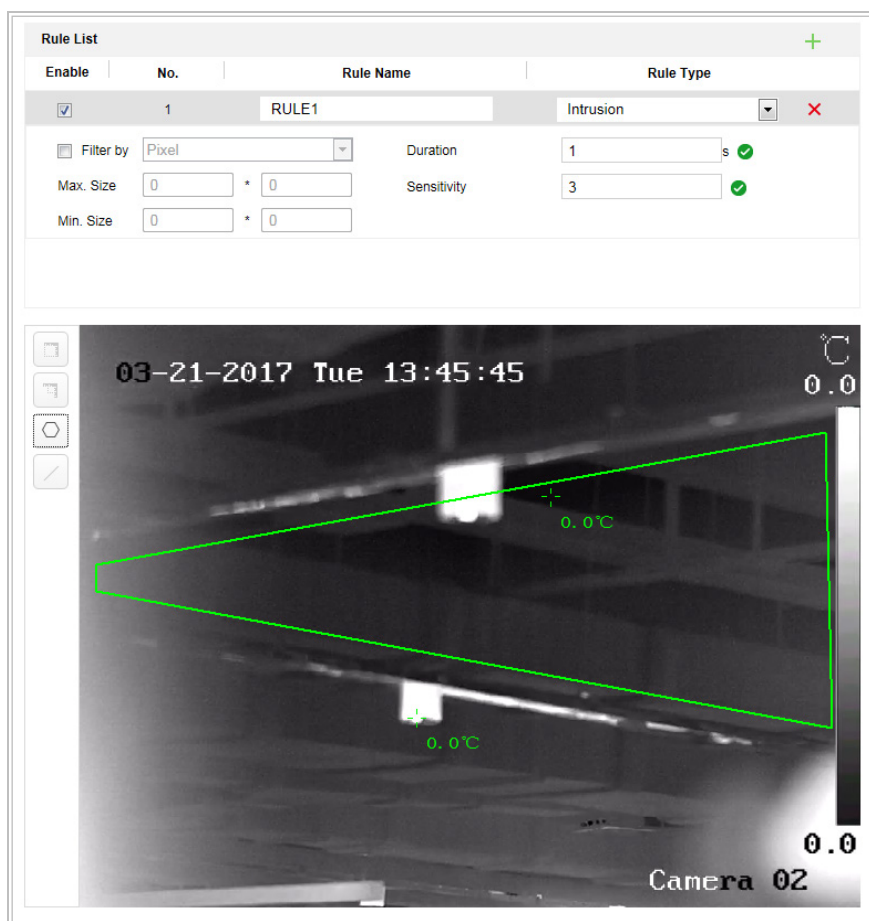 Rule List
Enable No. Rule Name Rule Type
1 RULE1 Intrusion
Filter by Pixel Duration 1 s
Max. Size 0 * 0 Sensitivity 3
Min. Size 0 * 0
℃
03-21-2017 Tue 13:45:45
0.0
0.0℃
0.0℃
0.0
Camera 02